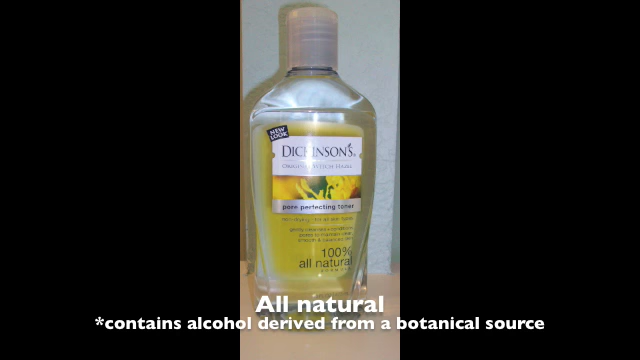 NEW
LOOK
DICKINSON'S
ORIGINAL WITCH HAZEL
pore perfecting toner
100%
all natural
All natural
*contains alcohol derived from a botanical source